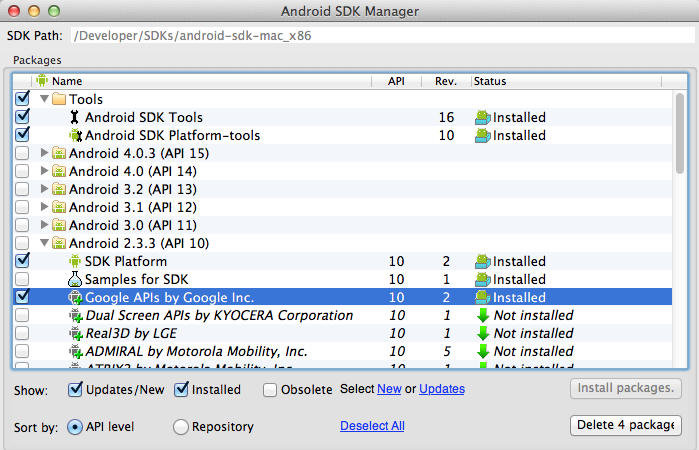 Android SDK Manager
SDK Path: /Developer/SDKs/android-sdk-mac_x86
Packages
Name API Rev. Status
Tools
Android SDK Tools 16 Installed
Android SDK Platform-tools 10 Installed
Android 4.0.3 (API 15)
Android 4.0 (API 14)
Android 3.2 (API 13)
Android 3.1 (API 12)
Android 3.0 (API 11)
Android 2.3.3 (API 10)
SDK Platform 10 2 Installed
Samples for SDK 10 1 Installed
Google APIs by Google Inc. 10 2 Installed
Dual Screen APIs by KYOCERA Corporation 10 1 Not installed
Real3D by LGE 10 1 Not installed
ADMIRAL by Motorola Mobility, Inc. 10 5 Not installed
ATRIX2 by Motorola Mobility, Inc. Not installed
Show: Updates/New Installed Obsolete Select New or Updates Install packages.
Sort by: API level Repository Deselect All Delete 4 package